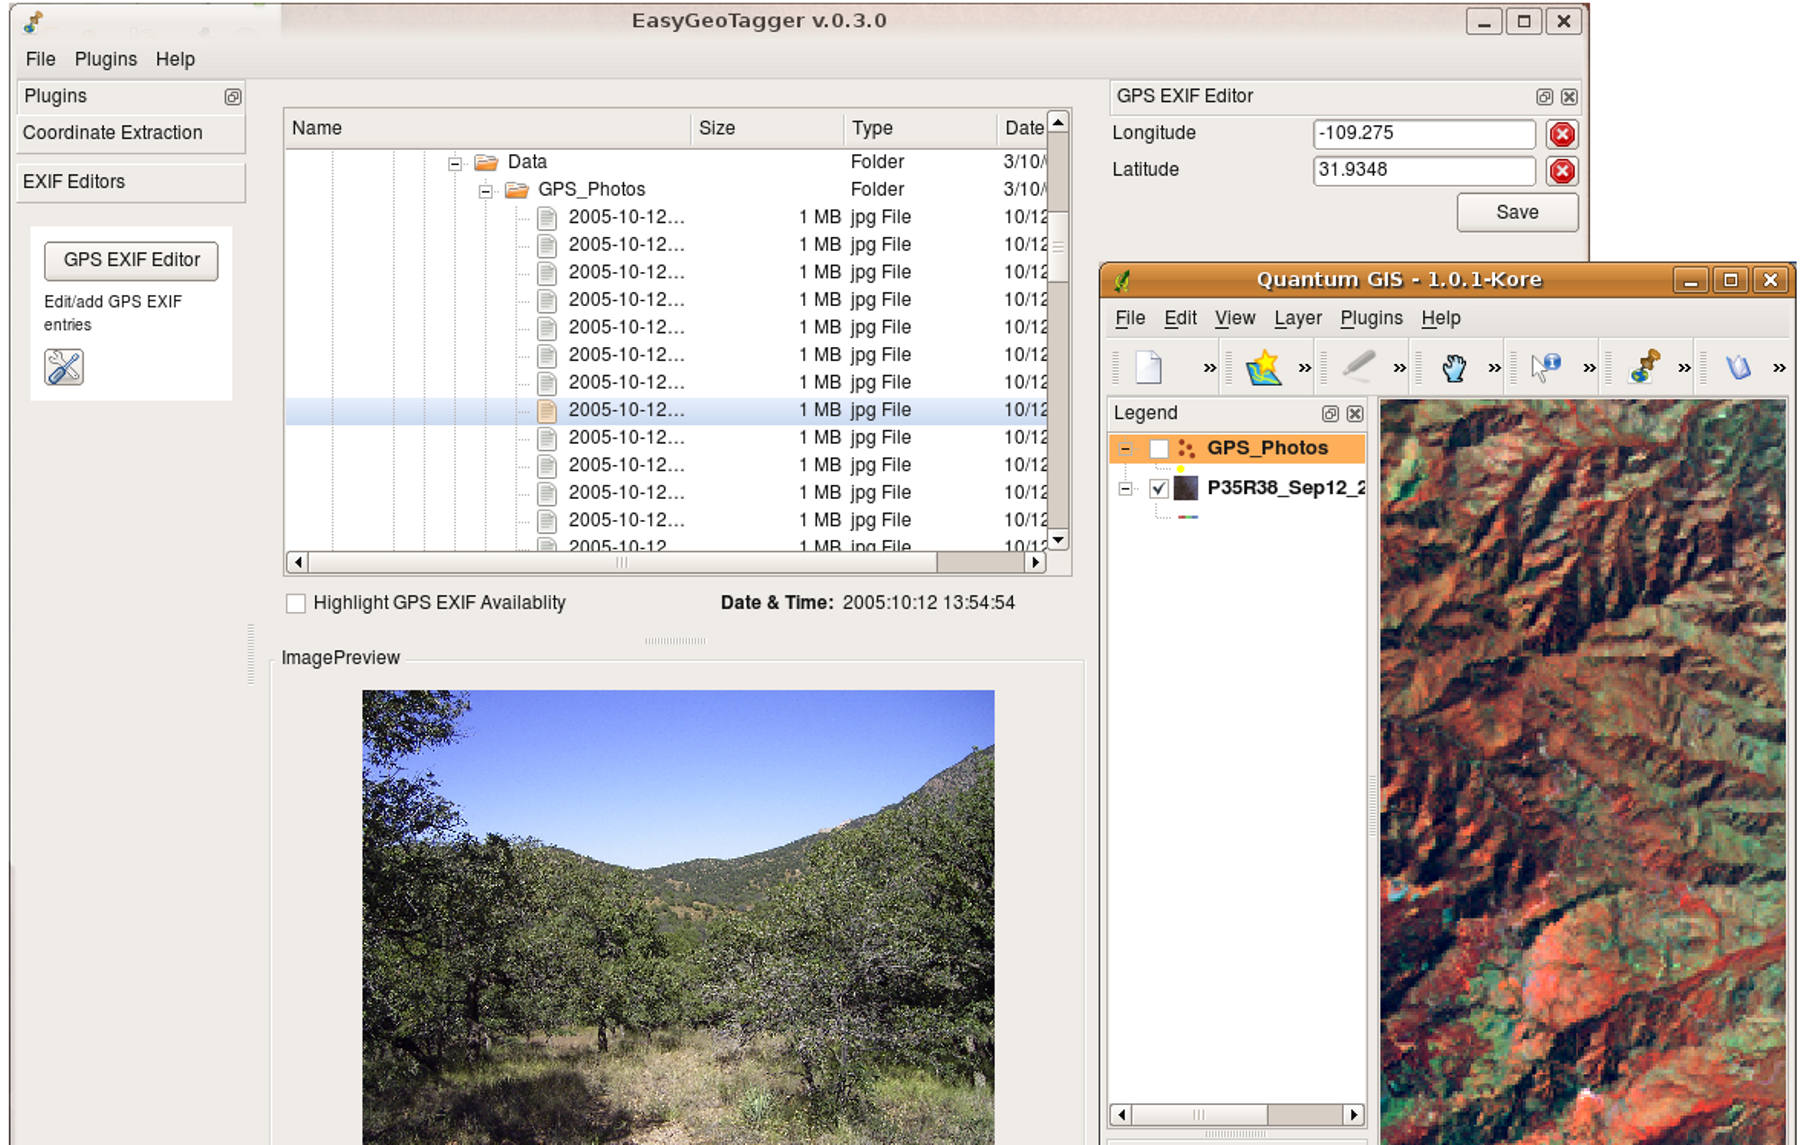 EasyGeoTagger v.0.3.0
File Plugins Help
Plugins
Coordinate Extraction
EXIF Editors
GPS EXIF Editor
Edit/add GPS EXIF
entries
Name Size Type Date
Data Folder 3/10/
GPS_Photos Folder 3/10/
2005-10-12... 1 MB jpg File 10/12
2005-10-12... 1 MB jpg File 10/12
2005-10-12... 1 MB jpg File 10/12
2005-10-12... 1 MB jpg File 10/12
2005-10-12... 1 MB jpg File 10/12
2005-10-12... 1 MB jpg File 10/12
2005-10-12... 1 MB jpg File 10/12
2005-10-12... 1 MB jpg File 10/12
2005-10-12... 1 MB jpg File 10/12
2005-10-12... 1 MB jpg File 10/12
2005-10-12... 1 MB jpg File 10/12
2005-10-12... 1 MB jpg File 10/12
2005-10-12 1 MB jpg File 10/12
Highlight GPS EXIF Availablity
Date & Time: 2005:10:12 13:54:54
ImagePreview
GPS EXIF Editor
Longitude -109.275
Latitude 31.9348
Save
Quantum GIS - 1.0.1-Kore
File Edit View Layer Plugins Help
Legend
GPS_Photos
P35R38_Sep12_2